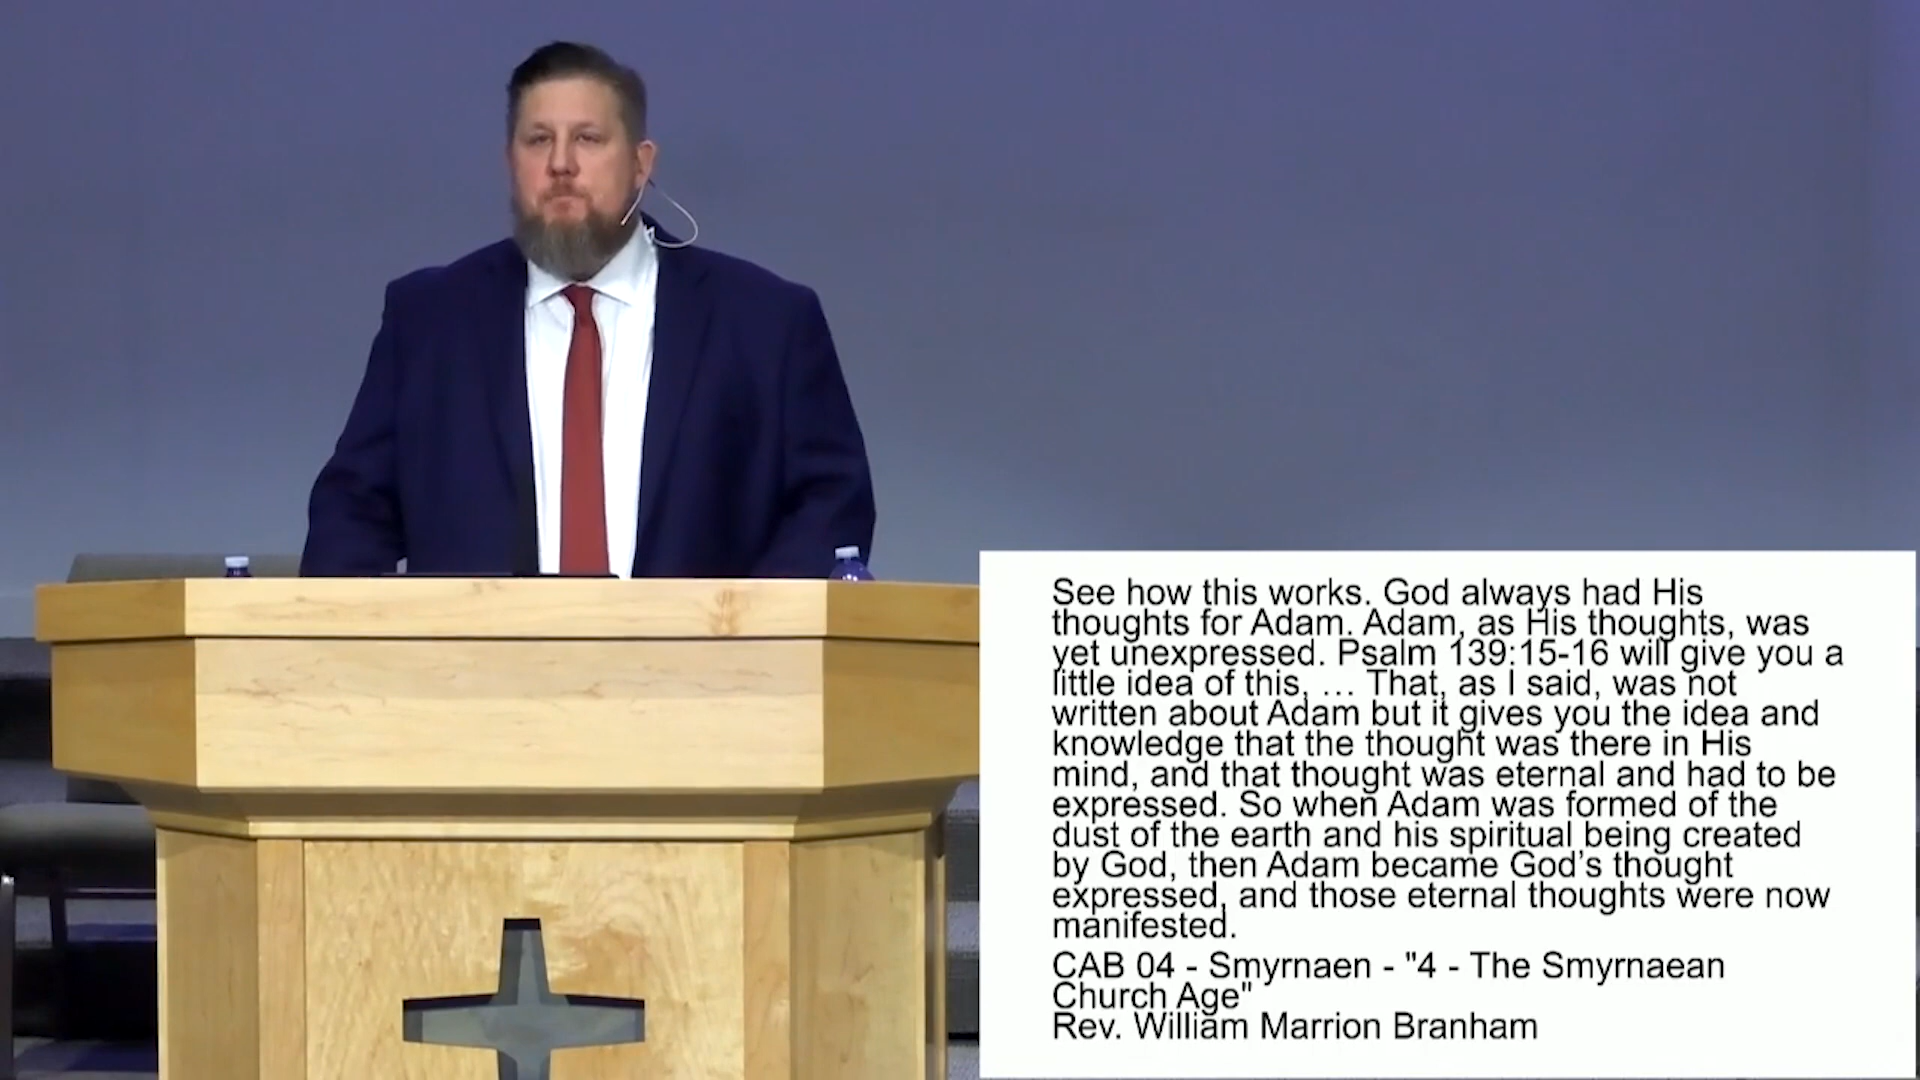 See how this works. God always had His
thoughts for Adam. Adam, as His thoughts, was
yet unexpressed. Psalm 139:15-16 will give you a
little idea of this, … That, as I said, was not
written about Adam but it gives you the idea and
knowledge that the thought was there in His
mind, and that thought was eternal and had to be
expressed. So when Adam was formed of the
dust of the earth and his spiritual being created
by God, then Adam became God’s thought
expressed, and those eternal thoughts were now
manifested.
CAB 04 - Smyrnaen - "4 - The Smyrnaean
Church Age"
Rev. William Marrion Branham